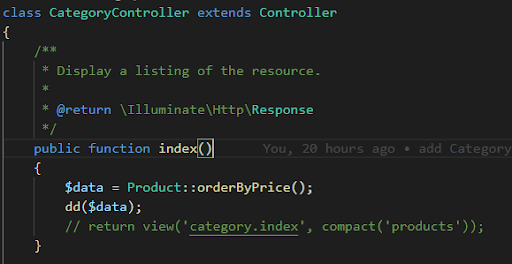 class CategoryController extends Controller
{
/**
* Display a listing of the resource.
*
* @return \Illuminate\Http\Response
*/
public function index() You, 20 hours ago • add Category
{
$data = Product::orderByPrice();
dd($data);
// return view('category.index', compact('products'));
}